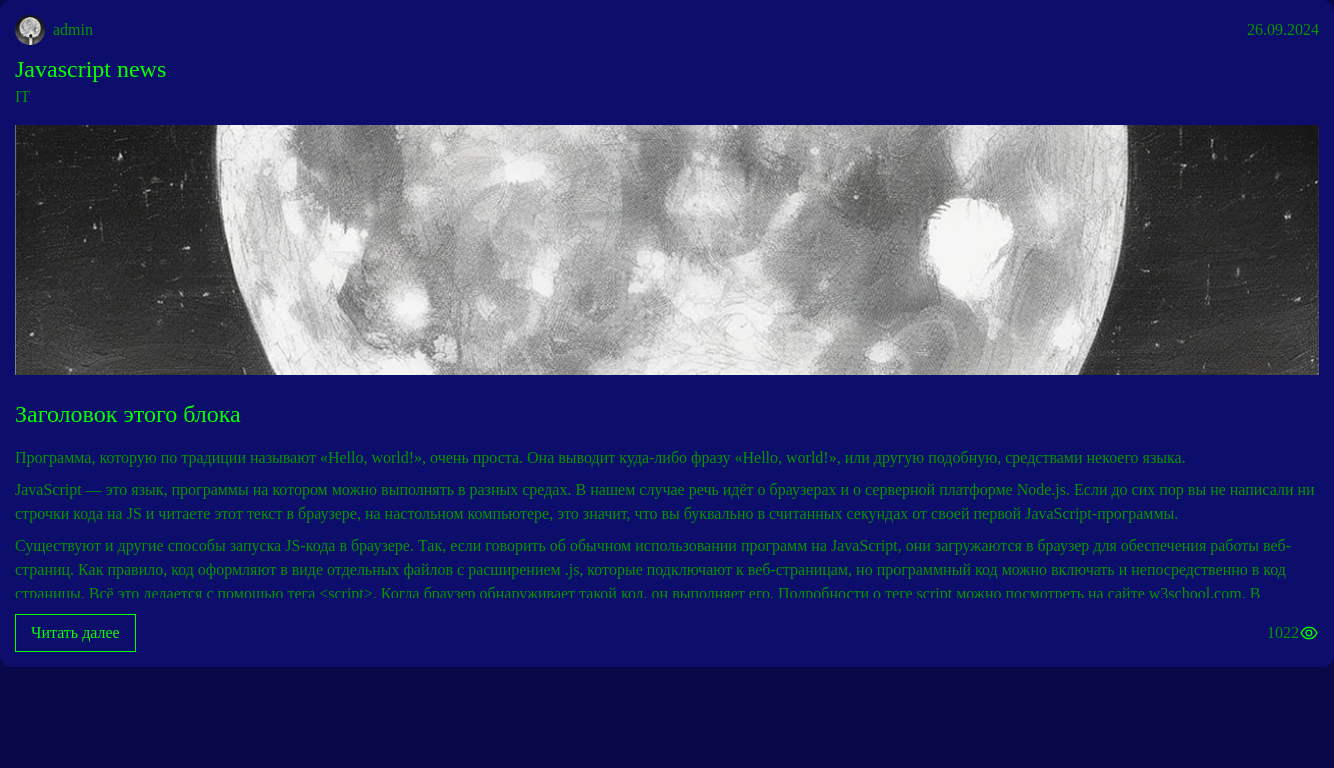 admin
26.09.2024
Javascript news
IT
Заголовок этого блока
Программа, которую по традиции называют «Hello, world!», очень проста. Она выводит куда-либо фразу «Hello, world!», или другую подобную, средствами некоего языка.
JavaScript — это язык, программы на котором можно выполнять в разных средах. В нашем случае речь идёт о браузерах и о серверной платформе Node.js. Если до сих пор вы не написали ни
строчки кода на JS и читаете этот текст в браузере, на настольном компьютере, это значит, что вы буквально в считанных секундах от своей первой JavaScript-программы.
Существуют и другие способы запуска JS-кода в браузере. Так, если говорить об обычном использовании программ на JavaScript, они загружаются в браузер для обеспечения работы веб-
страниц. Как правило, код оформляют в виде отдельных файлов с расширением .js, которые подключают к веб-страницам, но программный код можно включать и непосредственно в код
страницы. Всё это делается с помощью тега <script>. Когда браузер обнаруживает такой код, он выполняет его. Подробности о теге script можно посмотреть на сайте w3school.com. В
Читать далее
1022